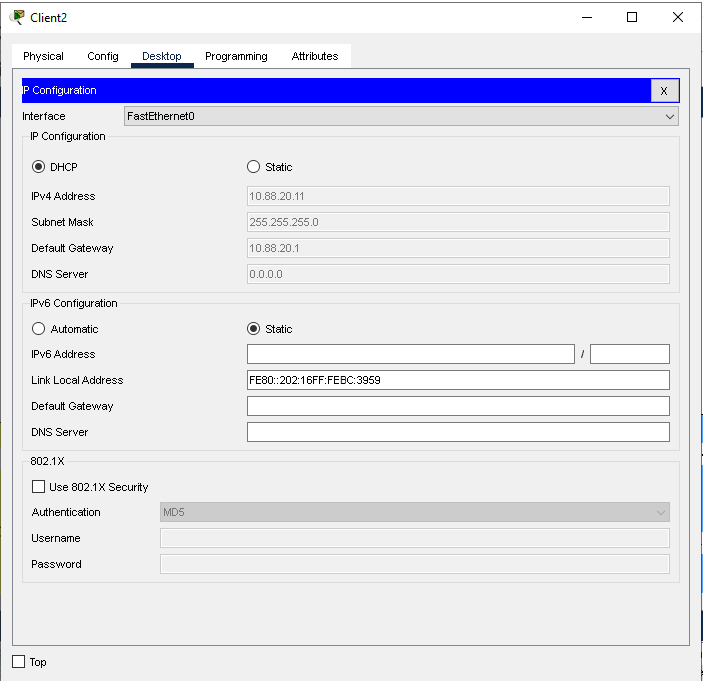 Client2
Physical Config Desktop Programming Attributes
IP Configuration X
Interface FastEthernet0
IP Configuration
DHCP Static
IPv4 Address 10.88.20.11
Subnet Mask 255.255.255.0
Default Gateway 10.88.20.1
DNS Server 0.0.0.0
IPv6 Configuration
Automatic Static
IPv6 Address /
Link Local Address FE80::202:16FF:FEBC:3959
Default Gateway
DNS Server
802.1X
Use 802.1X Security
Authentication MD5
Username
Password
Top